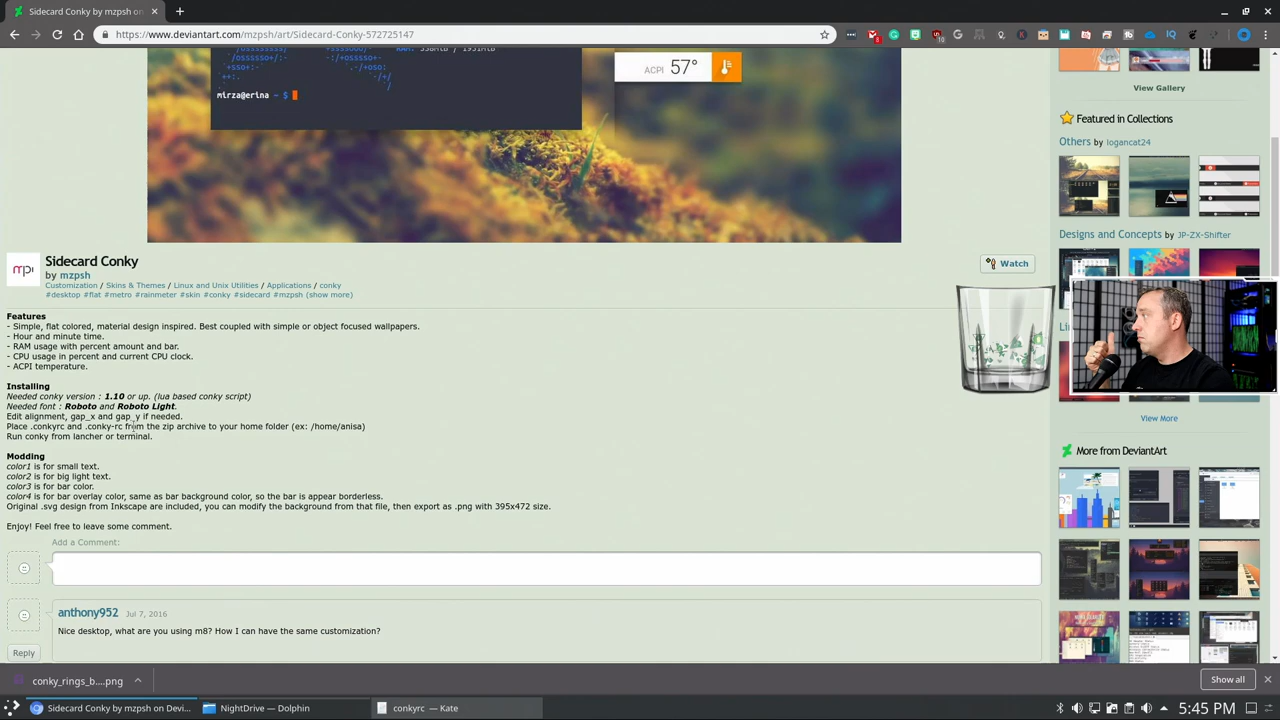 Sidecard Conky by mzpsh on
https://www.deviantart.com/mzpsh/art/Sidecard-Conky-572725147
mirza@erina ~ $
ACPI 57°
View Gallery
Featured in Collections
Others by logancat24
Designs and Concepts by JP-ZX-Shifter
View More
More from DeviantArt
Sidecard Conky
by mzpsh
Customization / Skins & Themes / Linux and Unix Utilities / Applications / conky
#desktop #flat #metro #rainmeter #skin #conky #sidecard #mzpsh (show more)
Watch
Features
- Simple, flat colored, material design inspired. Best coupled with simple or object focused wallpapers.
- Hour and minute time.
- RAM usage with percent amount and bar.
- CPU usage in percent and current CPU clock.
- ACPI temperature.
Installing
Needed conky version : 1.10 or up. (lua based conky script)
Needed font : Roboto and Roboto Light.
Edit alignment, gap_x and gap_y if needed.
Place .conkyrc and .conky-rc from the zip archive to your home folder (ex: /home/anisa)
Run conky from lancher or terminal.
Modding
color1 is for small text.
color2 is for big light text.
color3 is for bar color.
color4 is for bar overlay color, same as bar background color, so the bar is appear borderless.
Original .svg design from Inkscape are included, you can modify the background from that file, then export as .png with 395x472 size.
Enjoy! Feel free to leave some comment.
Add a Comment:
anthony952 Jul 7, 2016
Nice desktop, what are you using m8? How I can have the same customization?
Reply
conky_rings_b....png
Show all
Sidecard Conky by mzpsh on Devi...
NightDrive — Dolphin
conkyrc — Kate
5:45 PM